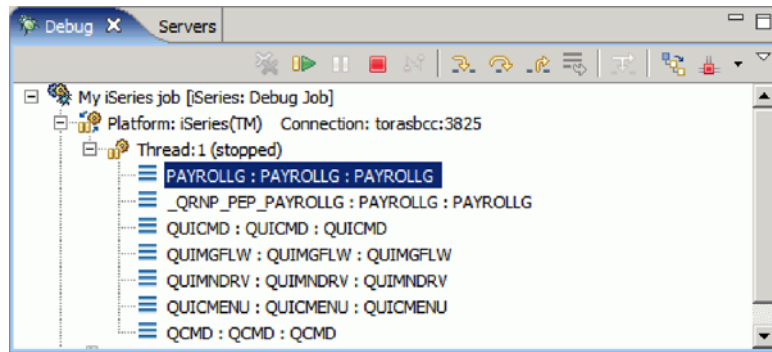 Debug Servers
My iSeries job [iSeries: Debug Job]
Platform: iSeries(TM) Connection: torasbcc:3825
Thread:1 (stopped)
PAYROLLG : PAYROLLG : PAYROLLG
_QRNP_PEP_PAYROLLG : PAYROLLG : PAYROLLG
QUICMD : QUICMD : QUICMD
QUIMGFLW : QUIMGFLW : QUIMGFLW
QUIMNDRV : QUIMNDRV : QUIMNDRV
QUICMENU : QUICMENU : QUICMENU
QCMD : QCMD : QCMD